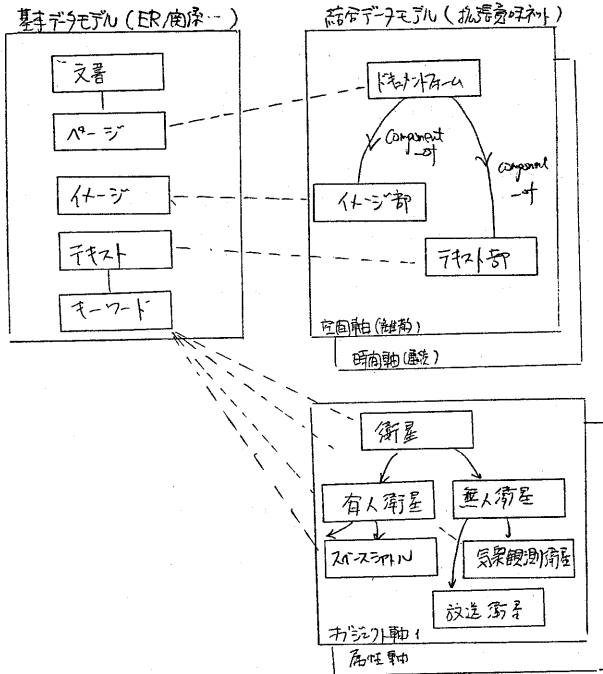 基本データモデル(ER/関係…)
文書
ページ
イメージ
テキスト
キーワード
結合データモデル(拡張意味ネット)
ドキュメントフォーム
component
_of
component
_of
イメージ部
テキスト部
空間軸(離散)
時間軸(連続)
衛星
有人衛星
無人衛星
スペースシャトル
気象観測衛星
放送衛星
オブジェクト軸1
属性軸